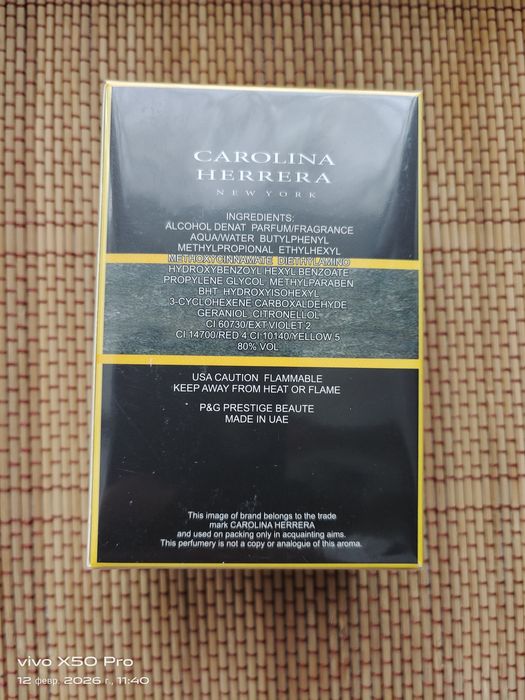 CAROLINA
HERRERA
NEW YORK
INGREDIENTS:
ALCOHOL DENAT PARFUM/FRAGRANCE
AQUA/WATER BUTYLPHENYL
METHYLPROPIONAL ETHYLHEXYL
METHOXYCINNAMATE DIETHYLAMINO
HYDROXYBENZOYL HEXYL BENZOATE
PROPYLENE GLYCOL METHYLPARABEN
BHT HYDROXYISOHEXYL
3-CYCLOHEXENE CARBOXALDEHYDE
GERANIOL CITRONELLOL
CI 60730/EXT VIOLET 2
CI 14700/RED 4 CI 10140/YELLOW 5
80% VOL.
USA CAUTION FLAMMABLE
KEEP AWAY FROM HEAT OR FLAME
P&G PRESTIGE BEAUTE
MADE IN UAE
This image of brand belongs to the trade
mark CAROLINA HERRERA
and used on packing only in acquainting aims.
This perfumery is not a copy or analogue of this aroma.
vivo X50 Pro
12 февр. 2026 г., 11:40